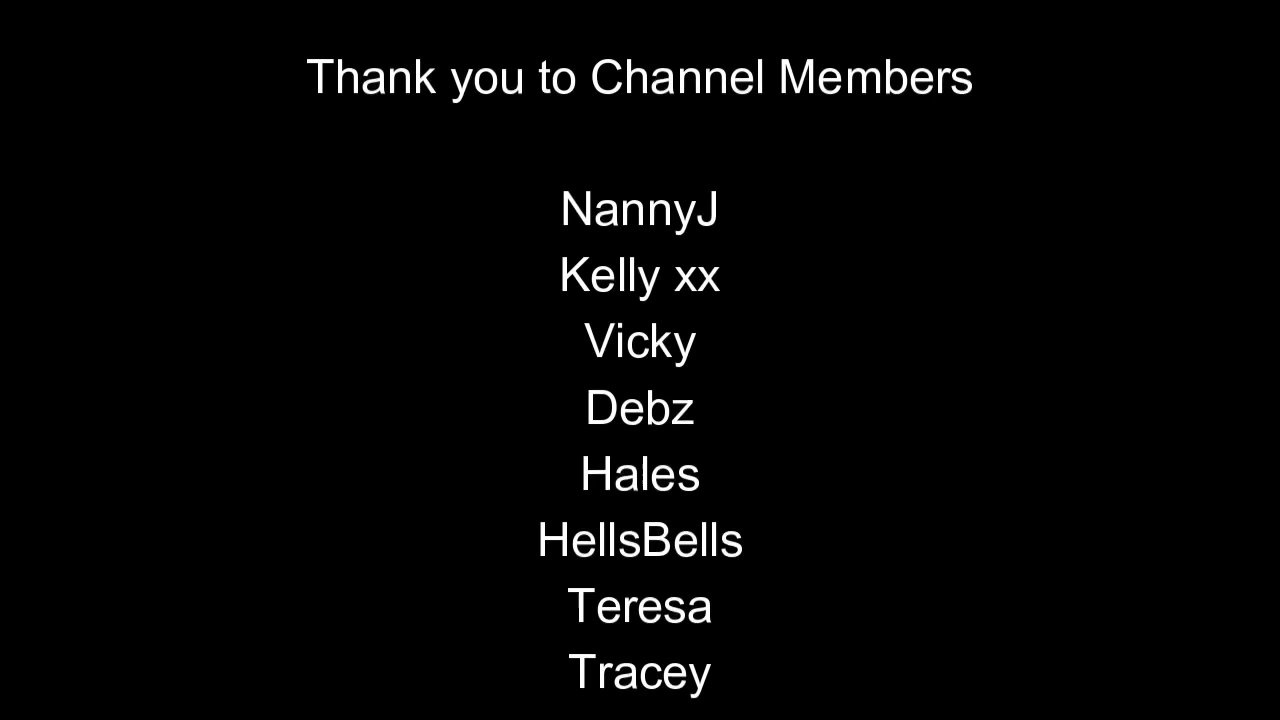 Thank you to Channel Members
NannyJ
Kelly xx
Vicky
Debz
Hales
HellsBells
Teresa
Tracey